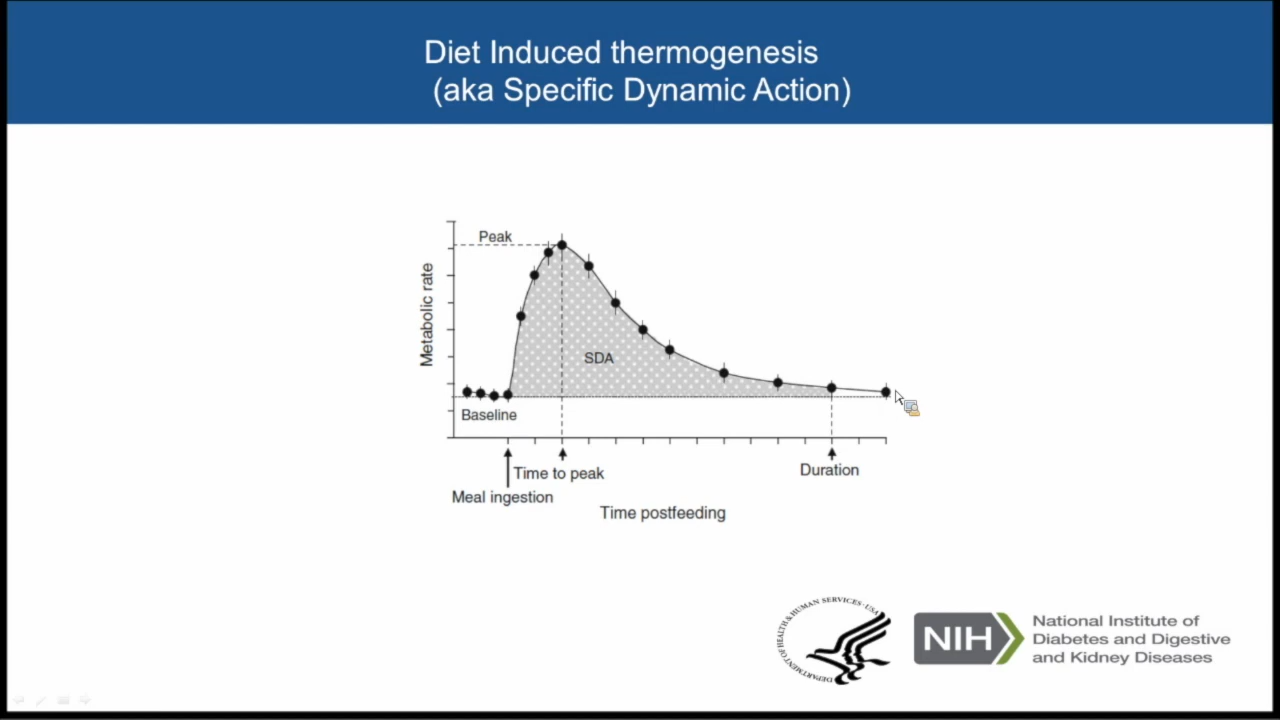 Diet Induced thermogenesis
(aka Specific Dynamic Action)
Peak
Metabolic rate
SDA
Baseline
Time to peak
Duration
Meal ingestion
Time postfeeding
DEPARTMENT OF HEALTH & HUMAN SERVICES · USA
NIH
National Institute of
Diabetes and Digestive
and Kidney Diseases